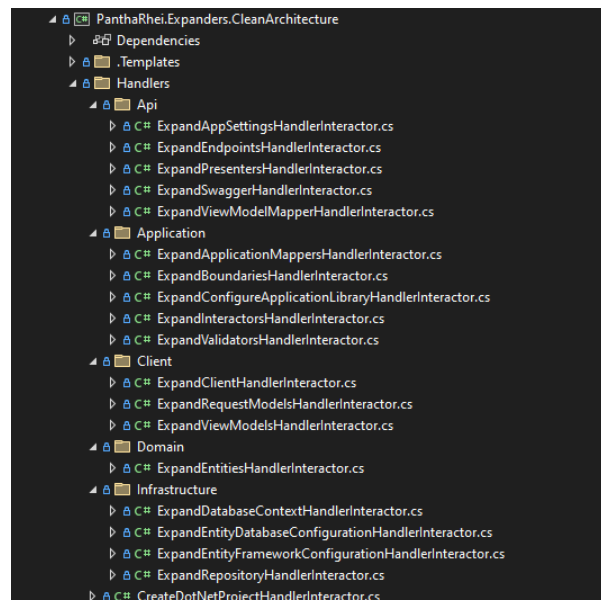 C# PanthaRhei.Expanders.CleanArchitecture
Dependencies
.Templates
Handlers
Api
C# ExpandAppSettingsHandlerInteractor.cs
C# ExpandEndpointsHandlerInteractor.cs
C# ExpandPresentersHandlerInteractor.cs
C# ExpandSwaggerHandlerInteractor.cs
C# ExpandViewModelMapperHandlerInteractor.cs
Application
C# ExpandApplicationMappersHandlerInteractor.cs
C# ExpandBoundariesHandlerInteractor.cs
C# ExpandConfigureApplicationLibraryHandlerInteractor.cs
C# ExpandInteractorsHandlerInteractor.cs
C# ExpandValidatorsHandlerInteractor.cs
Client
C# ExpandClientHandlerInteractor.cs
C# ExpandRequestModelsHandlerInteractor.cs
C# ExpandViewModelsHandlerInteractor.cs
Domain
C# ExpandEntitiesHandlerInteractor.cs
Infrastructure
C# ExpandDatabaseContextHandlerInteractor.cs
C# ExpandEntityDatabaseConfigurationHandlerInteractor.cs
C# ExpandEntityFrameworkConfigurationHandlerInteractor.cs
C# ExpandRepositoryHandlerInteractor.cs
C# CreateDotNetProjectHandlerInteractor.cs